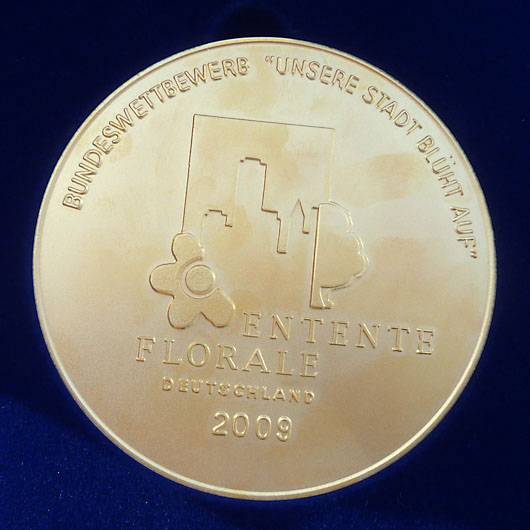 BUNDESWETTBEWERB "UNSERE STADT BLÜHT AUF"
ENTENTE
FLORALE
DEUTSCHLAND
2009